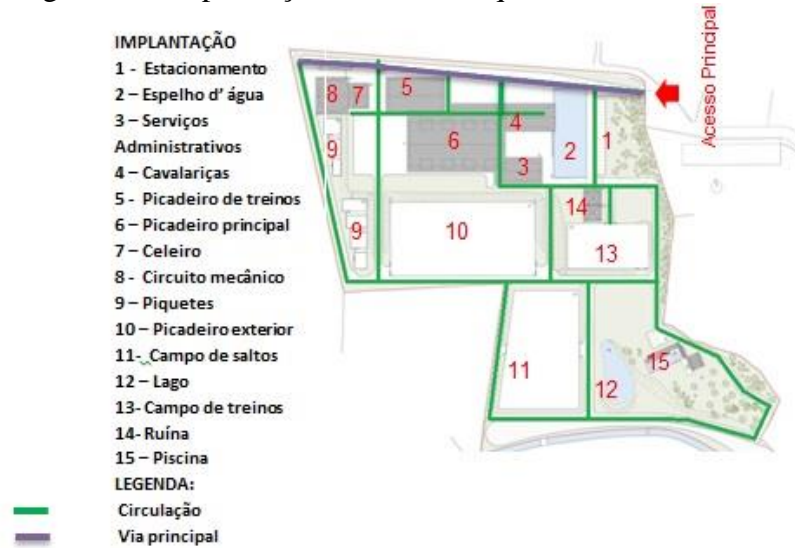 IMPLANTAÇÃO
1 - Estacionamento
2 – Espelho d' água
3 – Serviços
Administrativos
4 – Cavalariças
5 - Picadeiro de treinos
6 – Picadeiro principal
7 – Celeiro
8 - Circuito mecânico
9 – Piquetes
10 – Picadeiro exterior
11- Campo de saltos
12 – Lago
13- Campo de treinos
14- Ruína
15 – Piscina
LEGENDA:
Circulação
Via principal
Acesso Principal
8 7 5
4
9 6 3 2 1
9 10 14
13
11 12 15